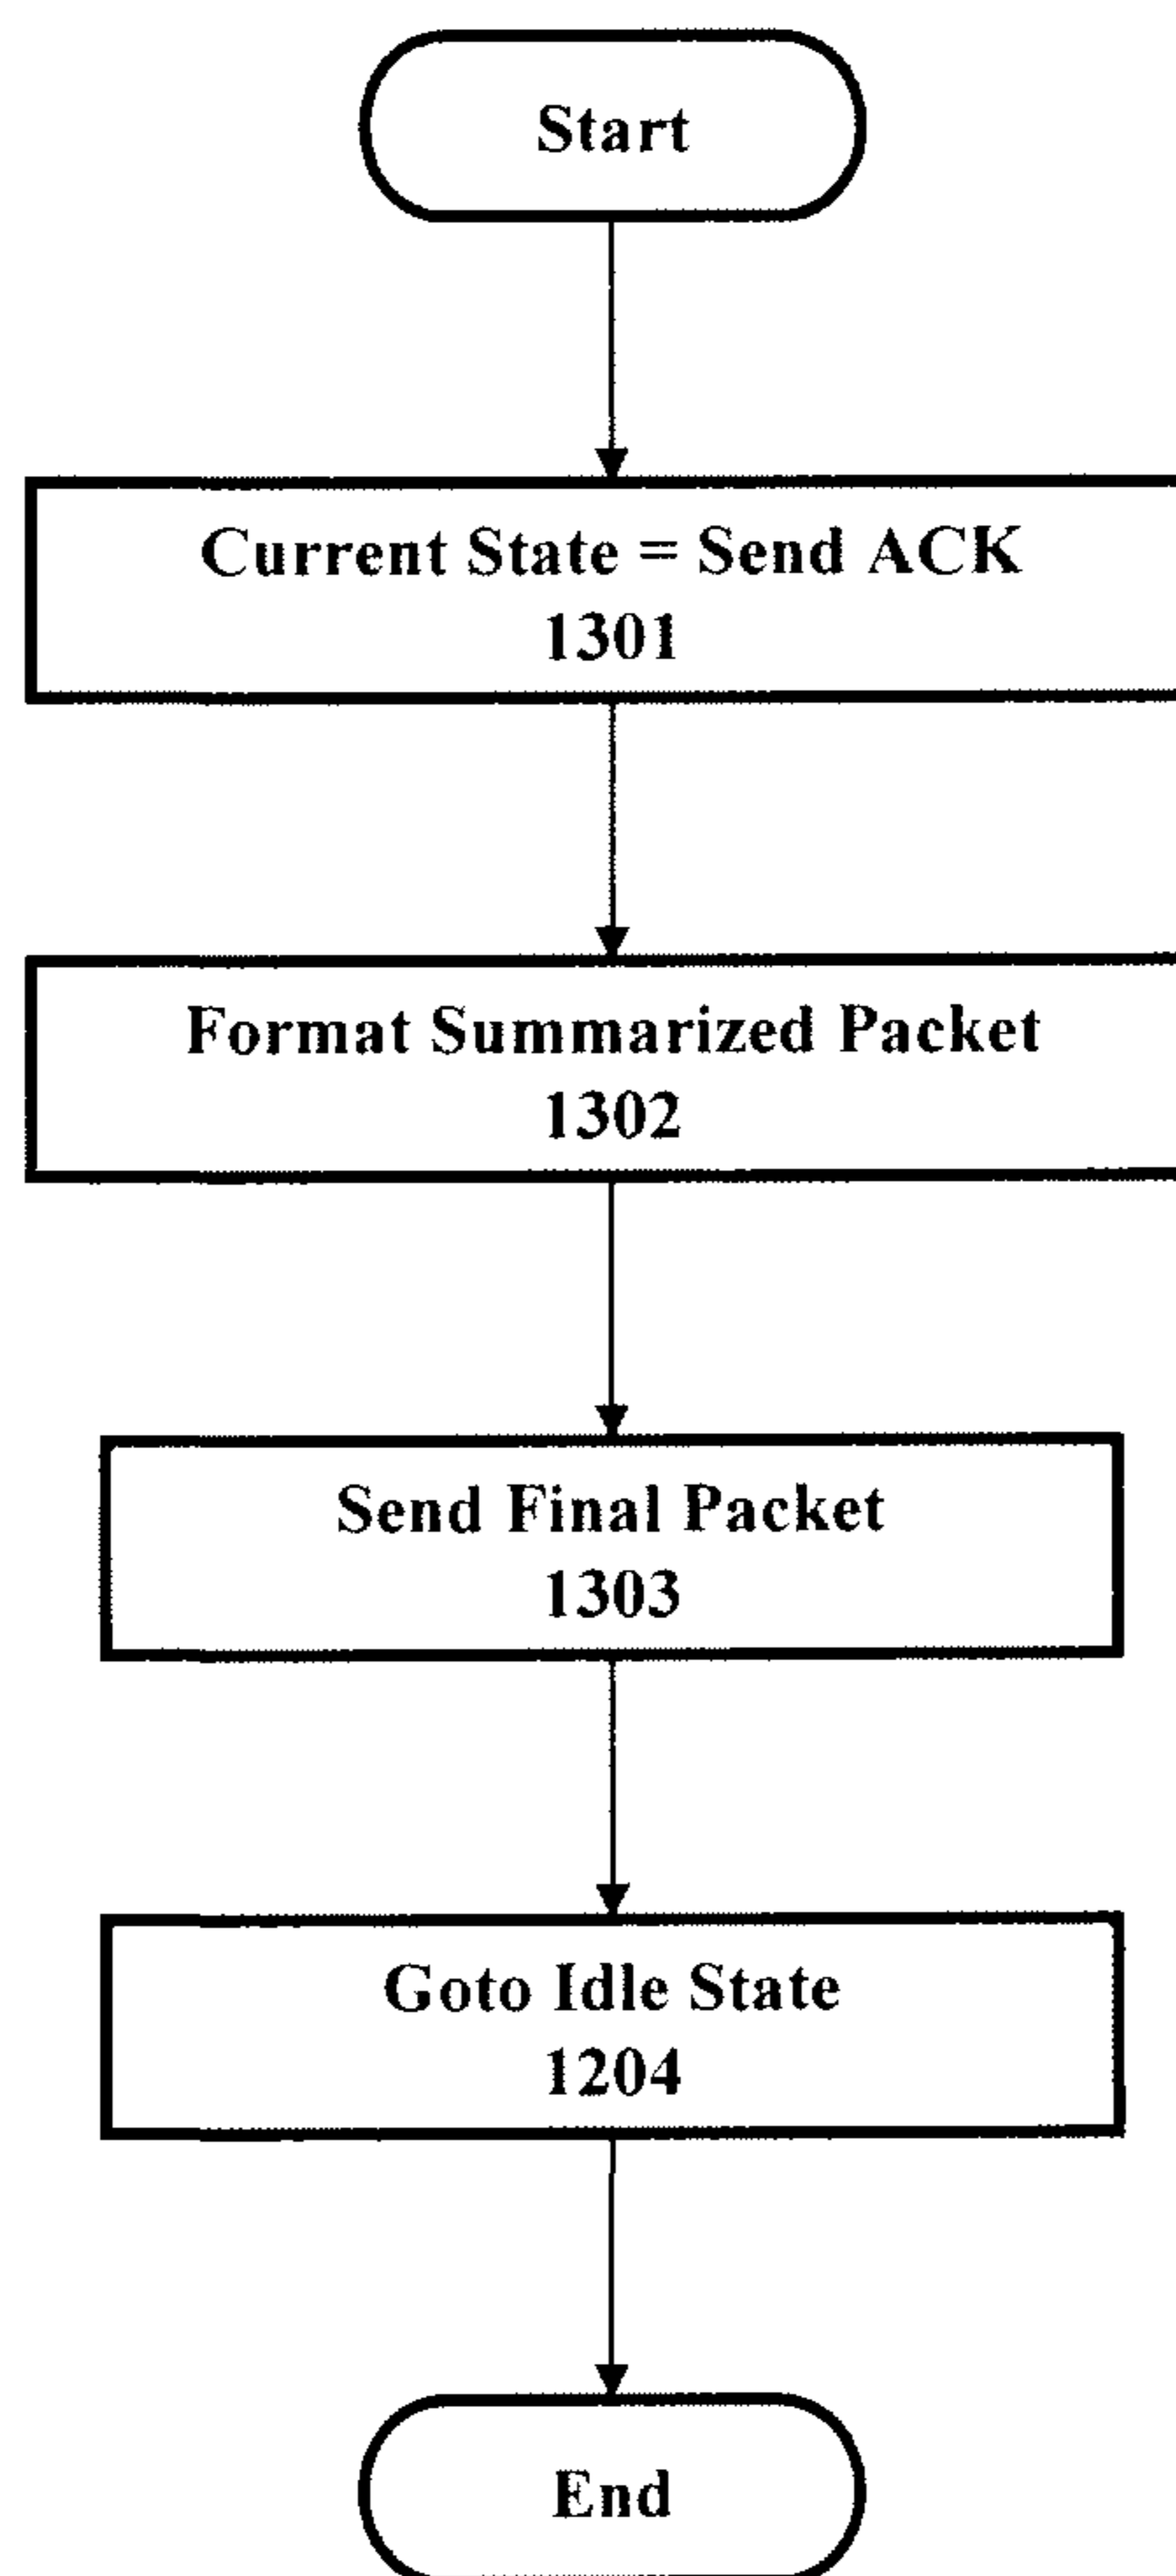 Start
Current State = Send ACK
1301
Format Summarized Packet
1302
Send Final Packet
1303
Goto Idle State
1204
End